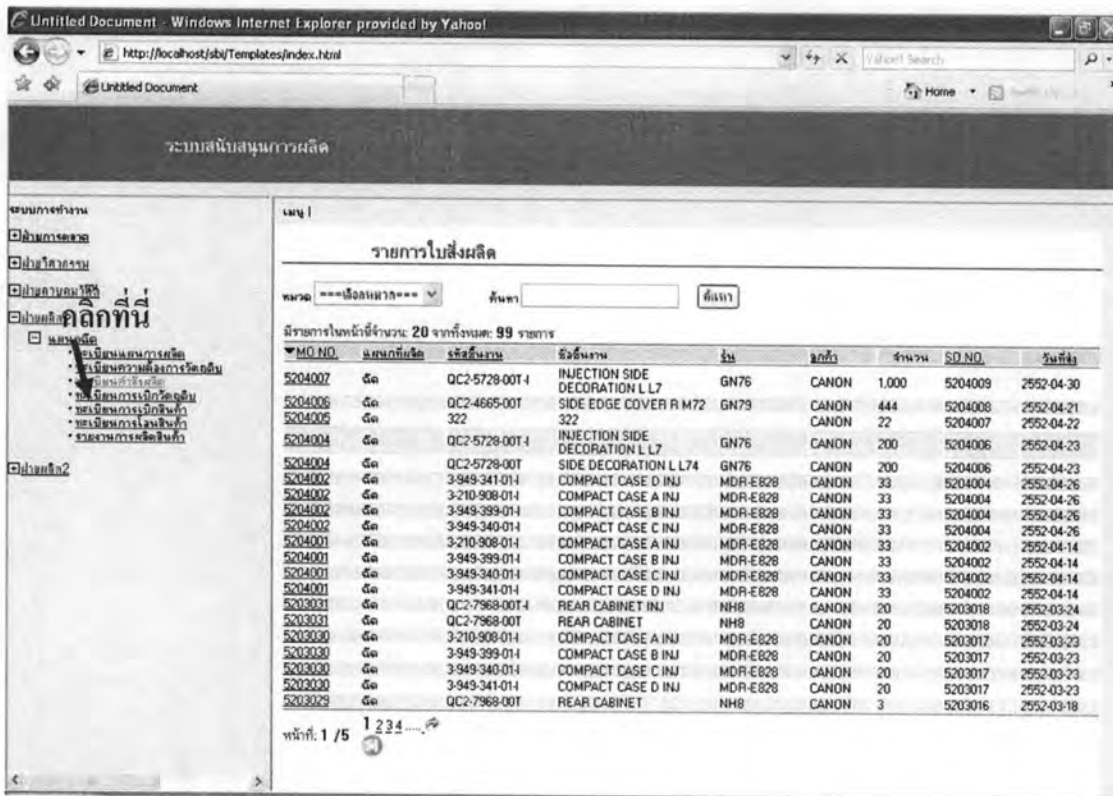 Untitled Document - Windows Internet Explorer provided by Yahoo!
http://localhost/sbi/Templates/index.html
Yahoo! Search
Untitled Document
Home
ระบบสนับสนุนการผลิต
ระบบการทำงาน
ฝ่ายการตลาด
ฝ่ายวิศวกรรม
ฝ่ายควบคุมวัสดุ
ฝ่ายผลิต
คลิกที่นี่
แผนกฉีด
ทะเบียนแผนการผลิต
ทะเบียนความต้องการวัตถุดิบ
ทะเบียนคำสั่งผลิต
ทะเบียนการเบิกวัตถุดิบ
ทะเบียนการเบิกสินค้า
ทะเบียนการโอนสินค้า
รายงานการผลิตสินค้า
ฝ่ายผลิต2
เมนู |
รายการใบสั่งผลิต
หมวด ===เลือกหมวด=== ค้นหา ค้นหา
มีรายการในหน้านี้จำนวน: 20 จากทั้งหมด: 99 รายการ
MO NO. แผนกที่ผลิต รหัสชิ้นงาน ชื่อชิ้นงาน รุ่น ลูกค้า จำนวน SO NO. วันที่ส่ง
5204007 ฉีด QC2-5728-00T-I INJECTION SIDE DECORATION L L7 GN76 CANON 1,000 5204009 2552-04-30
5204006 ฉีด QC2-4665-00T SIDE EDGE COVER R M72 GN79 CANON 444 5204008 2552-04-21
5204005 ฉีด 322 322 CANON 22 5204007 2552-04-22
5204004 ฉีด QC2-5728-00T-I INJECTION SIDE DECORATION L L7 GN76 CANON 200 5204006 2552-04-23
5204004 ฉีด QC2-5728-00T SIDE DECORATION L L74 GN76 CANON 200 5204006 2552-04-23
5204002 ฉีด 3-949-341-01-I COMPACT CASE D INJ MDR-E828 CANON 33 5204004 2552-04-26
5204002 ฉีด 3-210-908-01-I COMPACT CASE A INJ MDR-E828 CANON 33 5204004 2552-04-26
5204002 ฉีด 3-949-399-01-I COMPACT CASE B INJ MDR-E828 CANON 33 5204004 2552-04-26
5204002 ฉีด 3-949-340-01-I COMPACT CASE C INJ MDR-E828 CANON 33 5204004 2552-04-26
5204001 ฉีด 3-210-908-01-I COMPACT CASE A INJ MDR-E828 CANON 33 5204002 2552-04-14
5204001 ฉีด 3-949-399-01-I COMPACT CASE B INJ MDR-E828 CANON 33 5204002 2552-04-14
5204001 ฉีด 3-949-340-01-I COMPACT CASE C INJ MDR-E828 CANON 33 5204002 2552-04-14
5204001 ฉีด 3-949-341-01-I COMPACT CASE D INJ MDR-E828 CANON 33 5204002 2552-04-14
5203031 ฉีด QC2-7968-00T-I REAR CABINET INJ NH8 CANON 20 5203018 2552-03-24
5203031 ฉีด QC2-7968-00T REAR CABINET NH8 CANON 20 5203018 2552-03-24
5203030 ฉีด 3-210-908-01-I COMPACT CASE A INJ MDR-E828 CANON 20 5203017 2552-03-23
5203030 ฉีด 3-949-399-01-I COMPACT CASE B INJ MDR-E828 CANON 20 5203017 2552-03-23
5203030 ฉีด 3-949-340-01-I COMPACT CASE C INJ MDR-E828 CANON 20 5203017 2552-03-23
5203030 ฉีด 3-949-341-01-I COMPACT CASE D INJ MDR-E828 CANON 20 5203017 2552-03-23
5203029 ฉีด QC2-7968-00T REAR CABINET NH8 CANON 3 5203016 2552-03-18
หน้าที่: 1 /5 1 2 3 4 .....